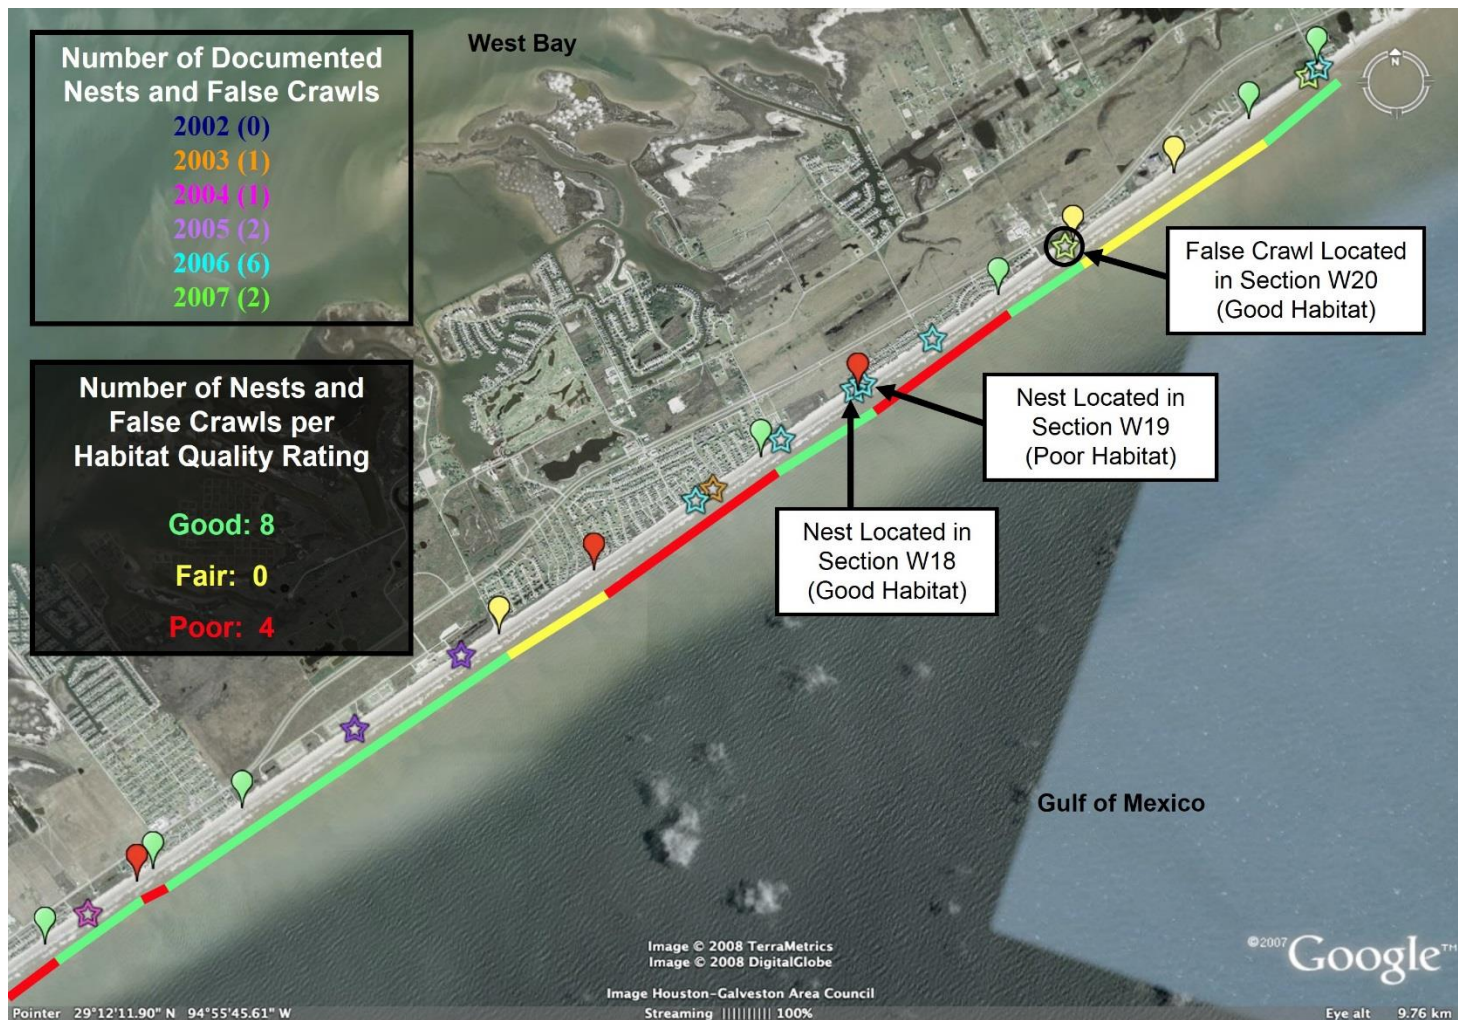 West Bay
Number of Documented
Nests and False Crawls
2002 (0)
2003 (1)
2004 (1)
2005 (2)
2006 (6)
2007 (2)
N
False Crawl Located
in Section W20
(Good Habitat)
Number of Nests and
False Crawls per
Habitat Quality Rating
Good: 8
Fair: 0
Poor: 4
Nest Located in
Section W19
(Poor Habitat)
Nest Located in
Section W18
(Good Habitat)
Gulf of Mexico
Image © 2008 TerraMetrics
Image © 2008 DigitalGlobe
©2007 Google™
Image Houston-Galveston Area Council
Pointer 29°12'11.90" N 94°55'45.61" W
Streaming |||||||||| 100%
Eye alt 9.76 km